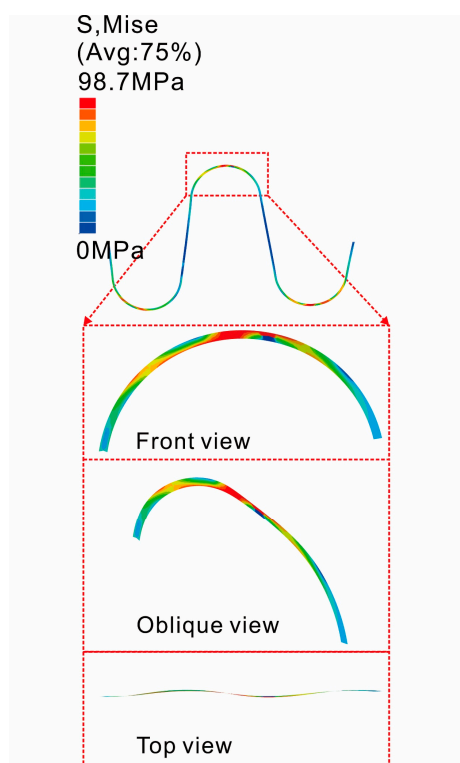 S,Mise
(Avg:75%)
98.7MPa
0MPa
Front view
Oblique view
Top view